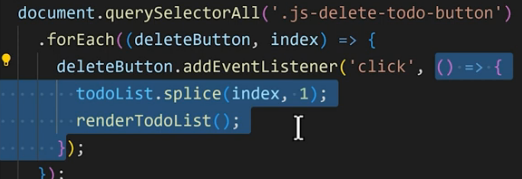 document.querySelectorAll('.js-delete-todo-button')
.forEach((deleteButton, index) => {
deleteButton.addEventListener('click', () => {
todoList.splice(index, 1);
renderTodoList();
});
});